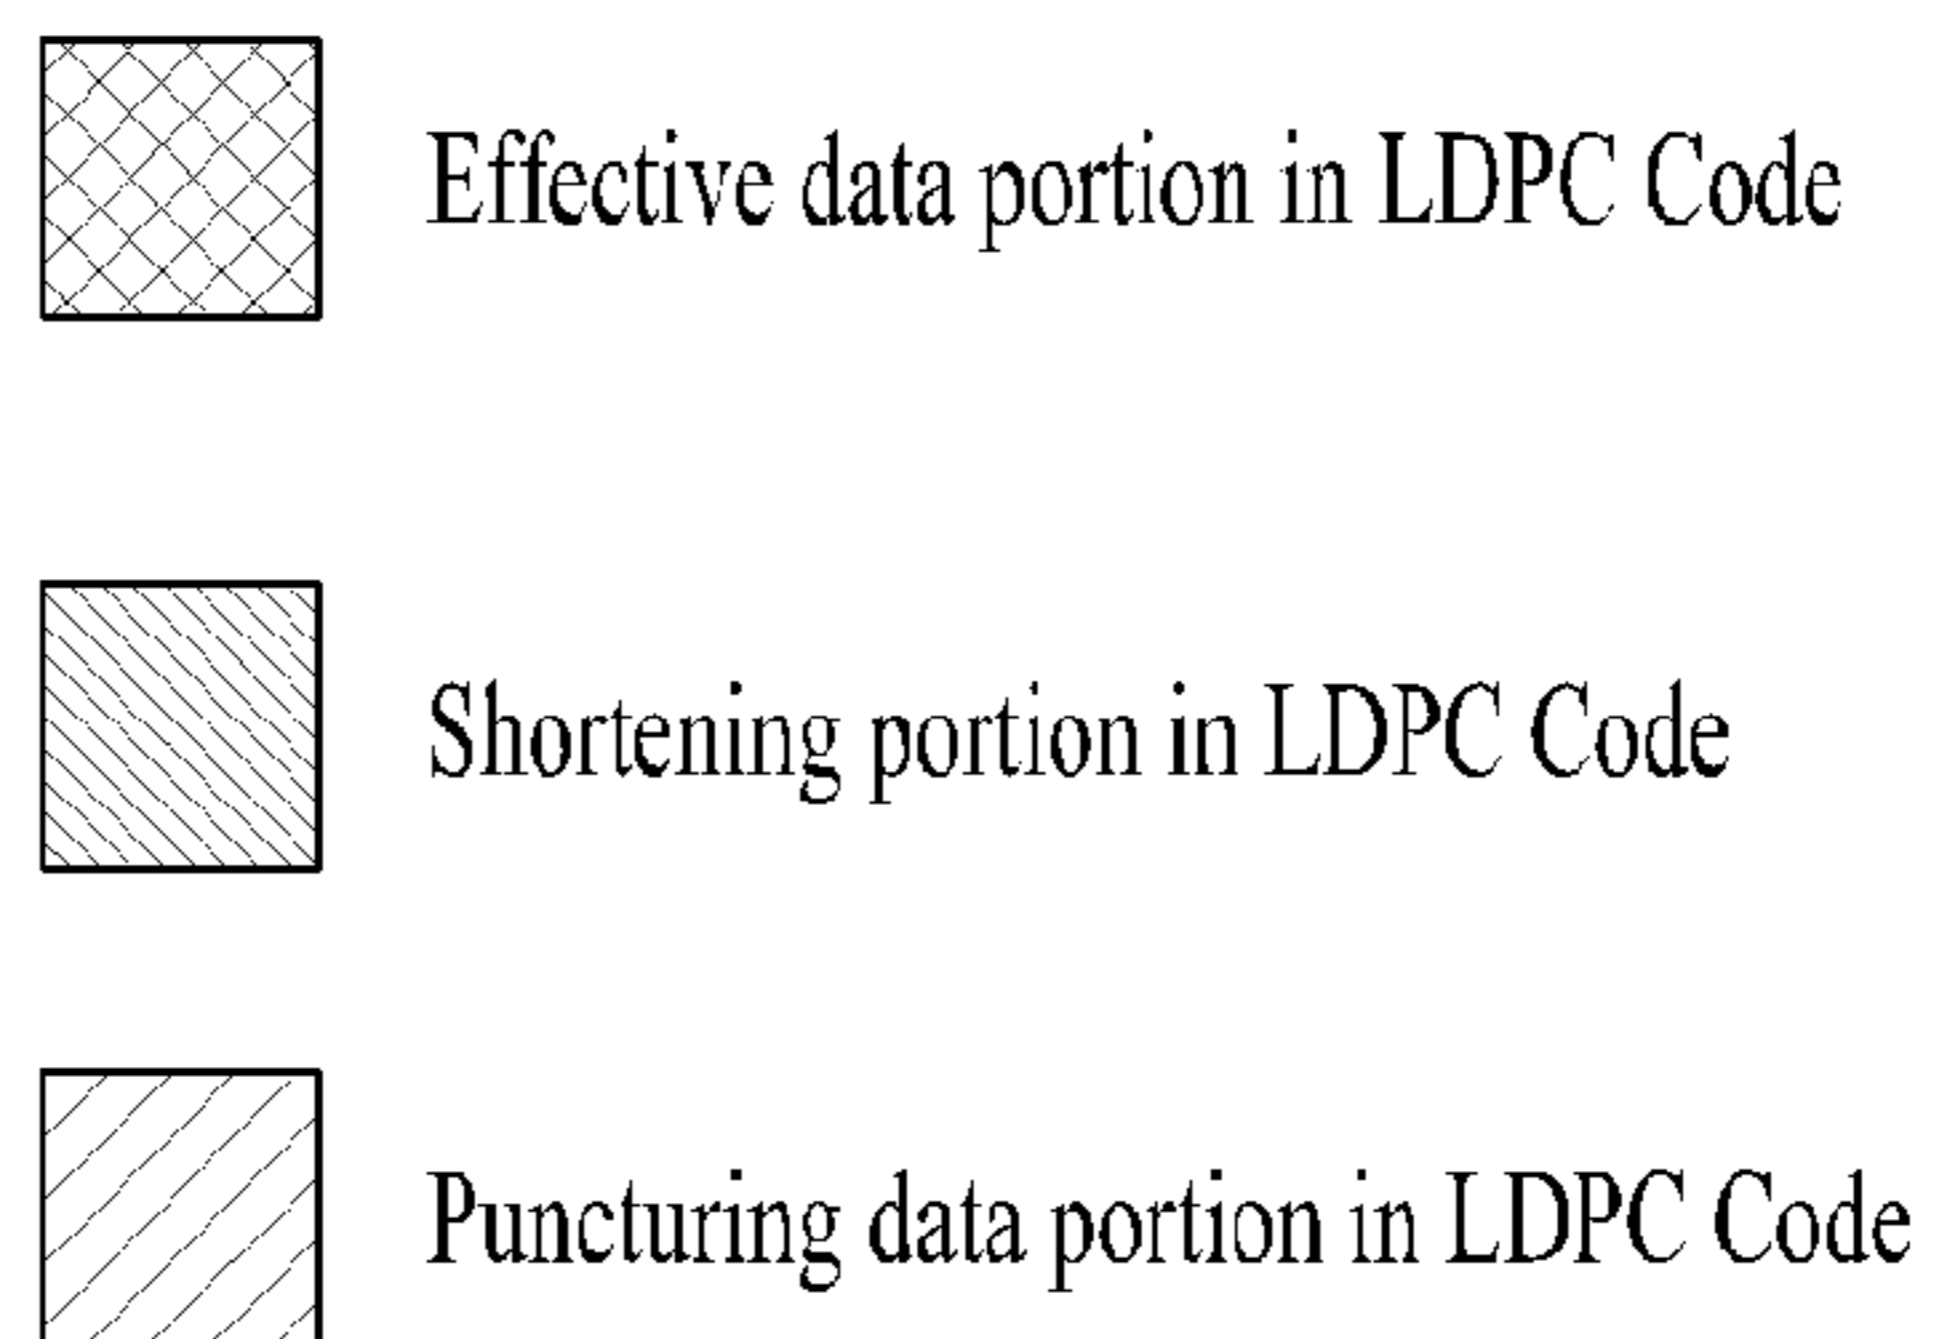 Effective data portion in LDPC Code
Shortening portion in LDPC Code
Puncturing data portion in LDPC Code